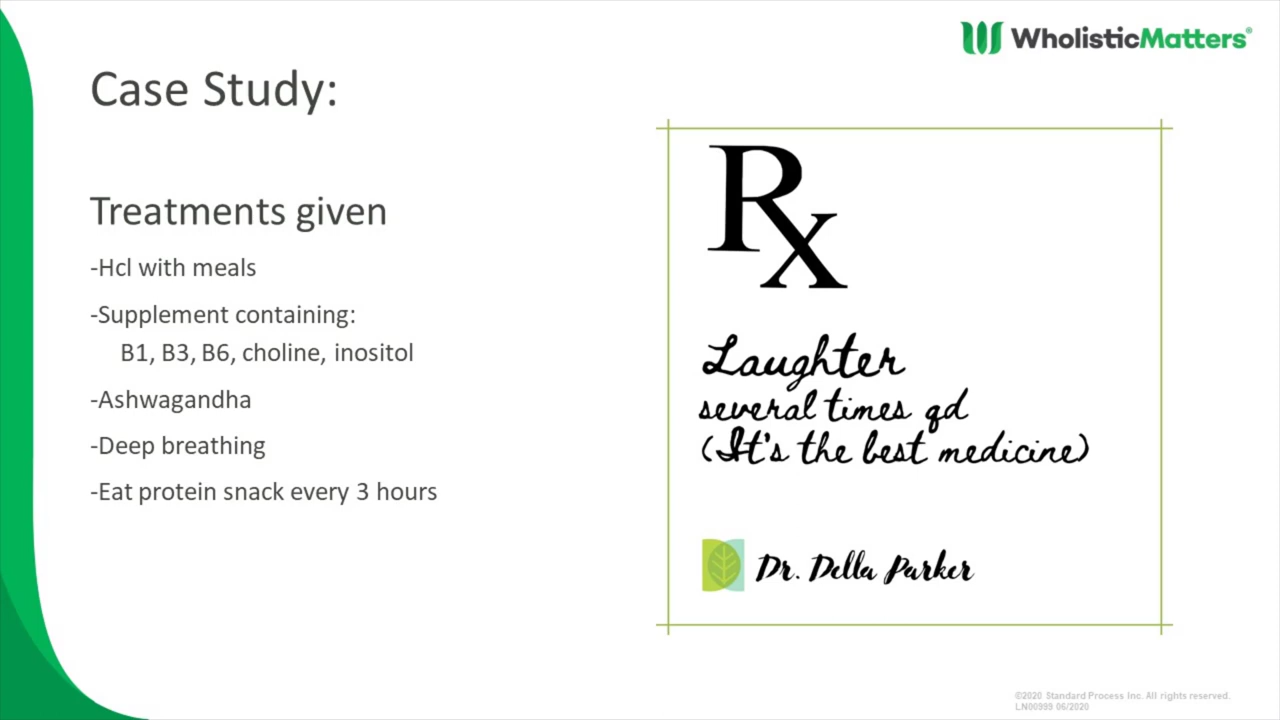 WholisticMatters®
Case Study:
Treatments given
-Hcl with meals
-Supplement containing:
B1, B3, B6, choline, inositol
-Ashwagandha
-Deep breathing
-Eat protein snack every 3 hours
Rx
Laughter
several times qd
(It's the best medicine)
Dr. Della Parker
©2020 Standard Process Inc. All rights reserved.
LN00999 06/2020